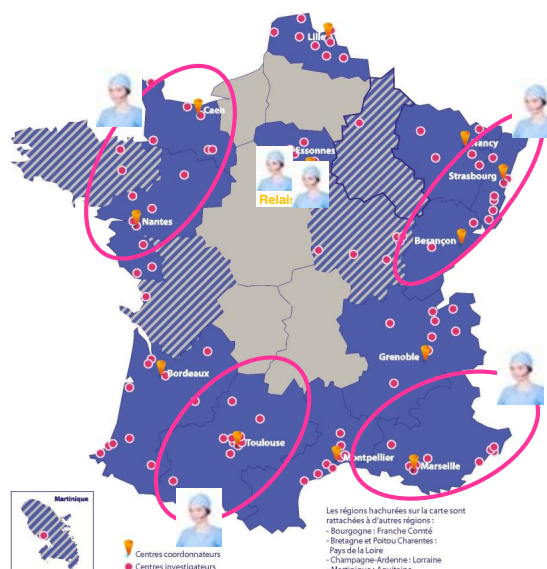 Lille
Caen
Essonnes
Nancy
Strasbourg
Relais
Nantes
Besançon
Grenoble
Bordeaux
Toulouse
Montpellier
Marseille
Martinique
Les régions hachurées sur la carte sont
rattachées à d'autres régions :
- Bourgogne : Franche Comté
- Bretagne et Poitou Charentes :
Pays de la Loire
- Champagne-Ardenne : Lorraine
- Martinique : Aquitaine
Centres coordonnateurs
Centres investigateurs